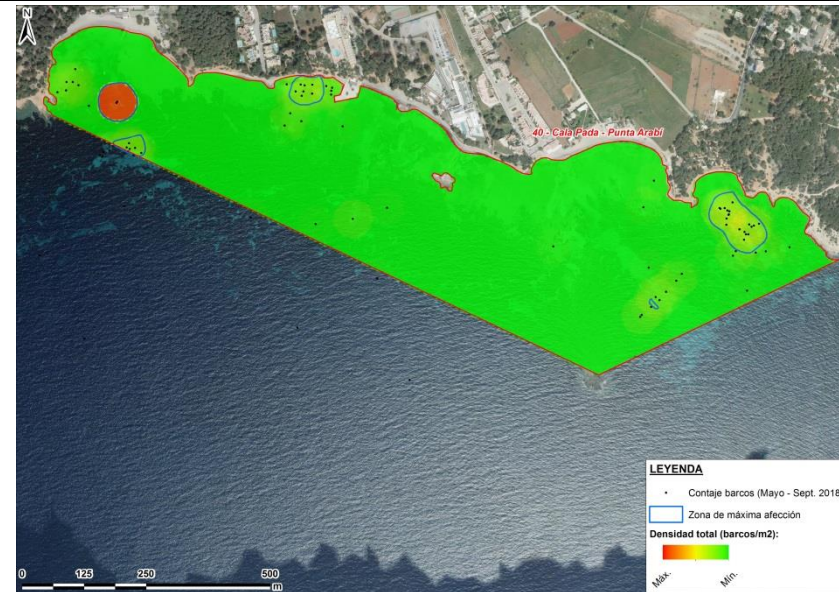 N
40 - Cala Pada - Punta Arabí
LEYENDA
Contaje barcos (Mayo - Sept. 2018
Zona de máxima afección
Densidad total (barcos/m2):
Máx.
Mín.
0 125 250 500
m